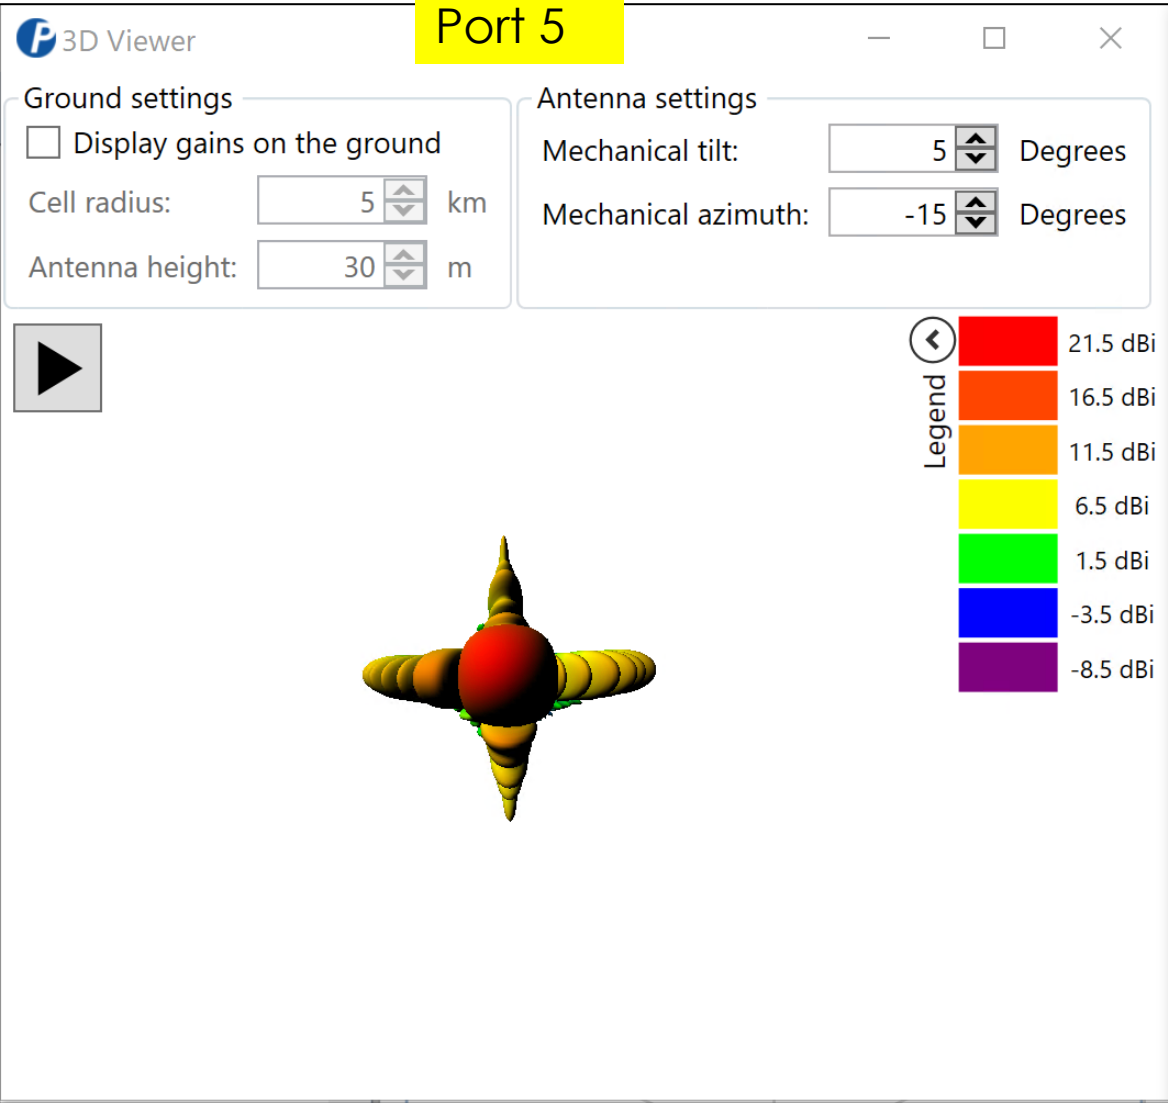 Port 5
3D Viewer
Ground settings
Display gains on the ground
Cell radius: 5 km
Antenna height: 30 m
Antenna settings
Mechanical tilt: 5 Degrees
Mechanical azimuth: -15 Degrees
Legend
21.5 dBi
16.5 dBi
11.5 dBi
6.5 dBi
1.5 dBi
-3.5 dBi
-8.5 dBi